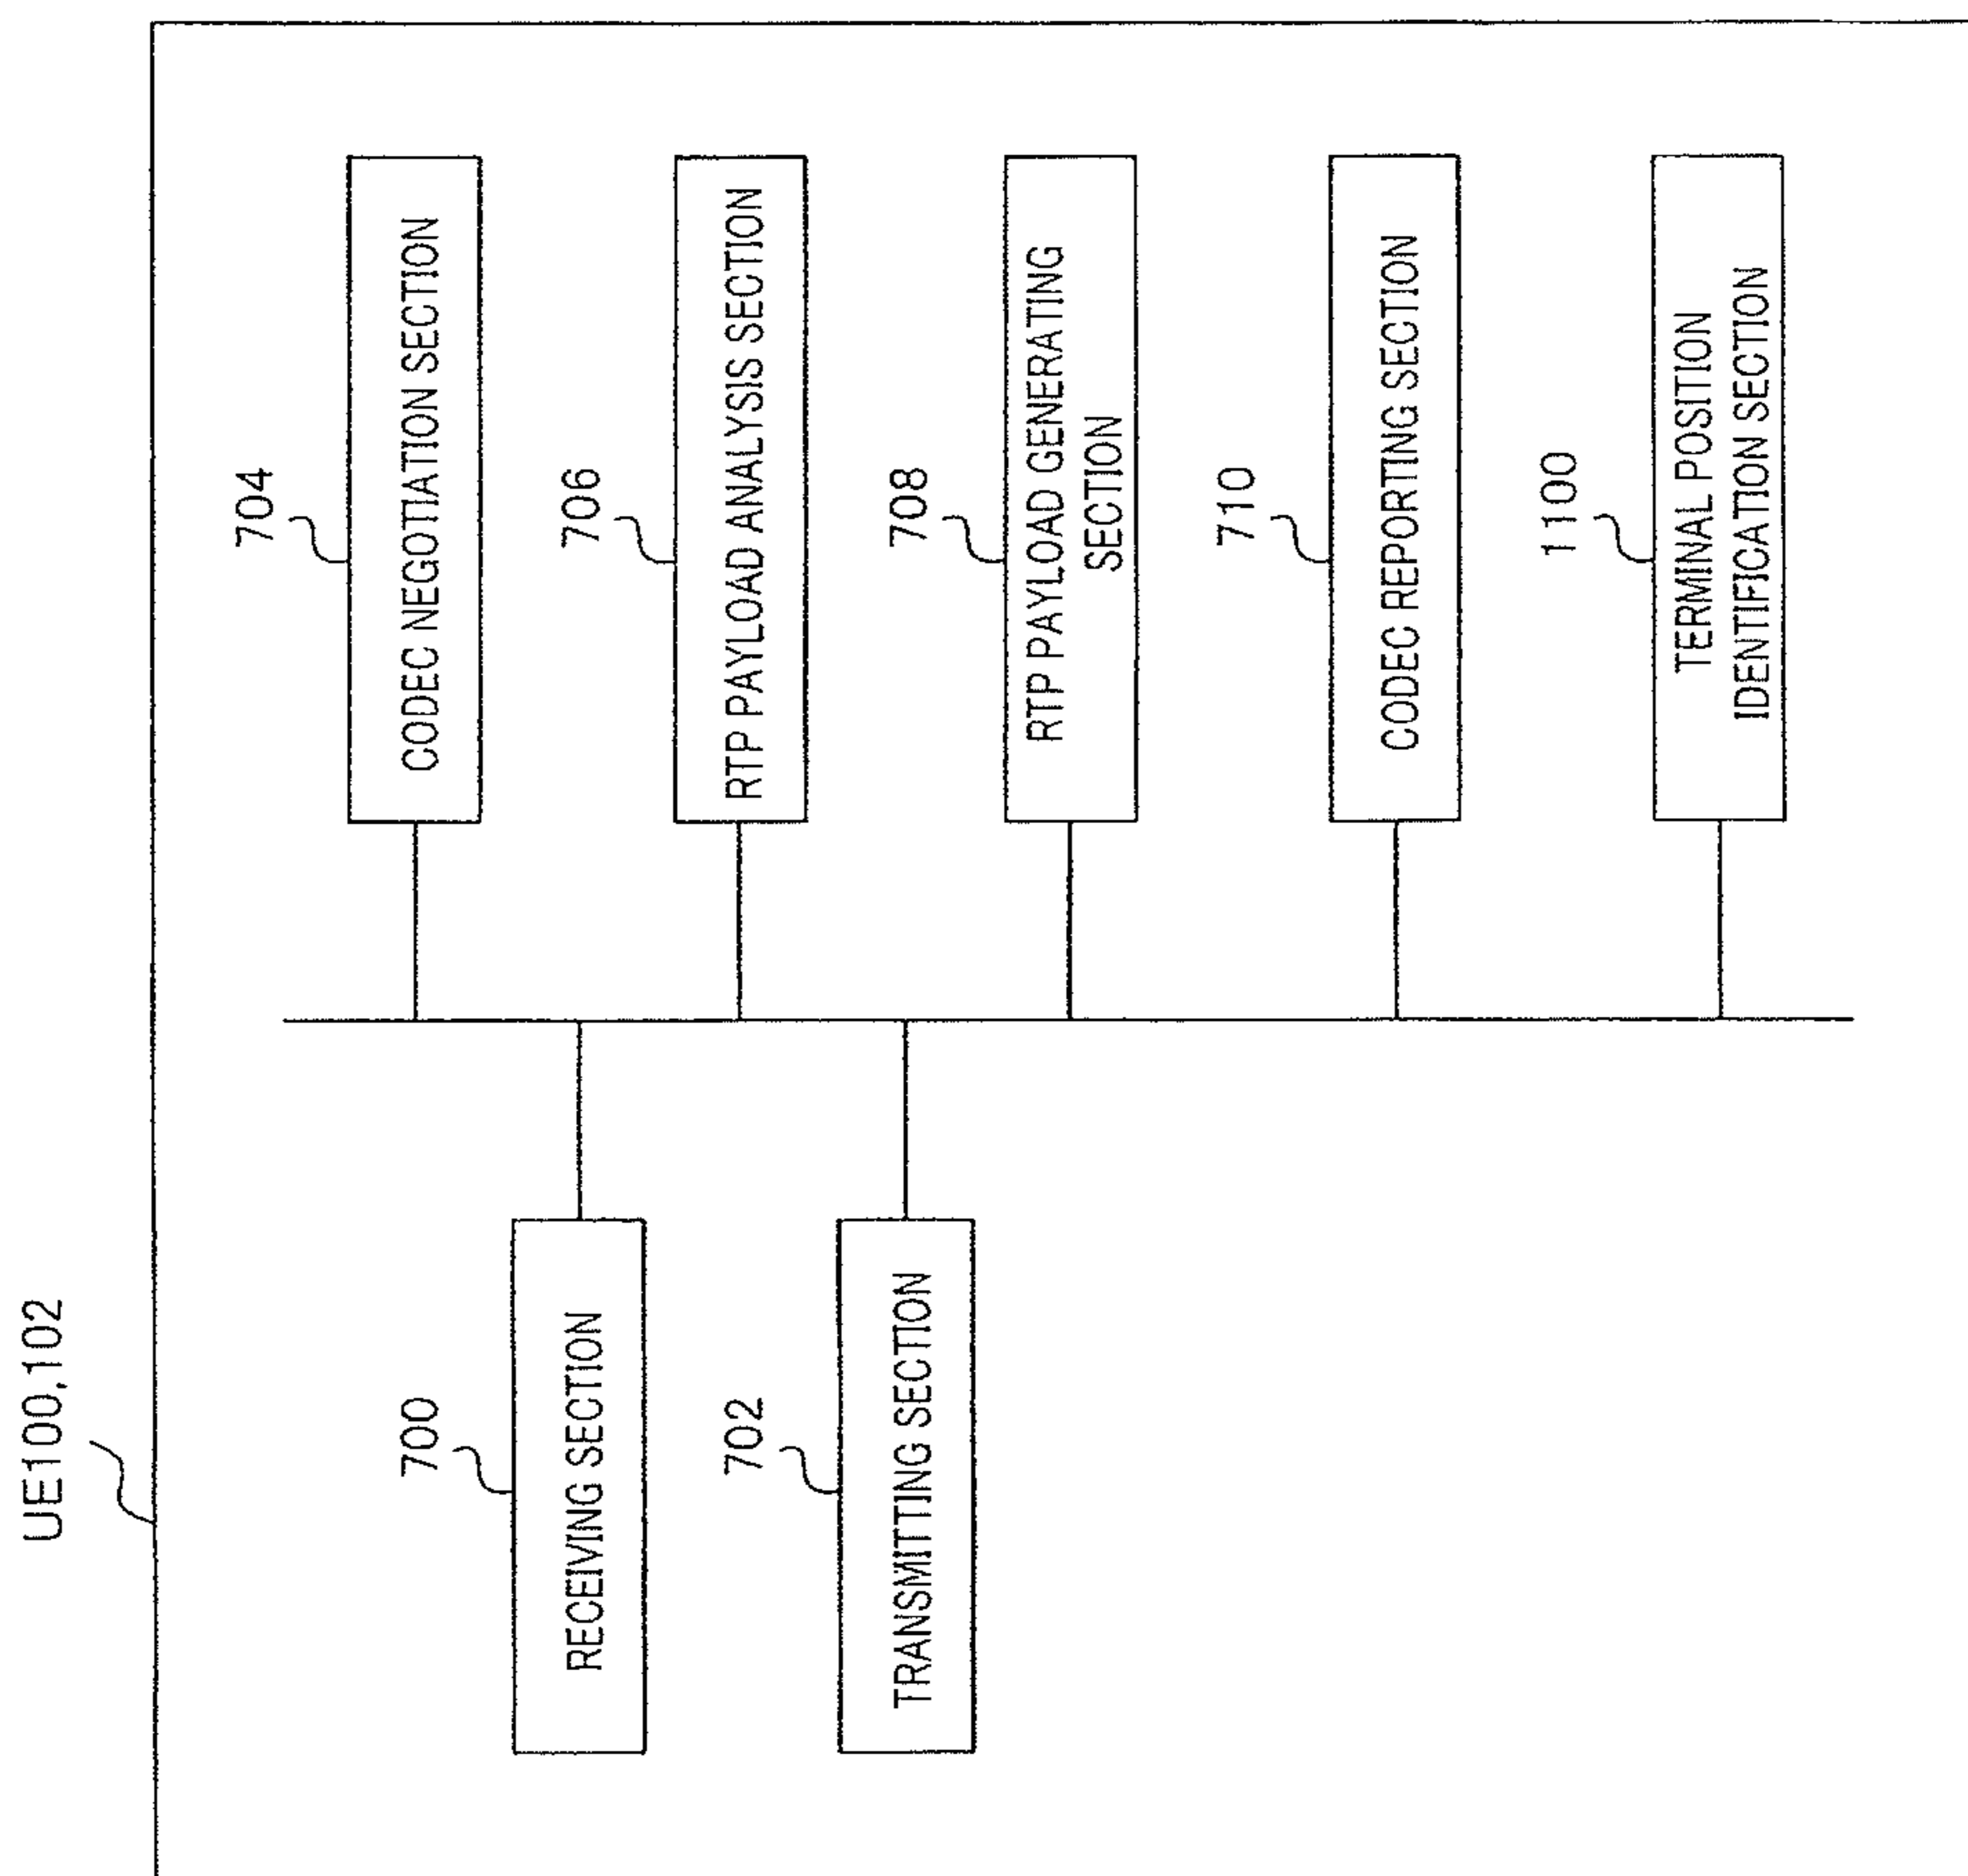 UE100,102
700
RECEIVING SECTION
702
TRANSMITTING SECTION
704
CODEC NEGOTIATION SECTION
706
RTP PAYLOAD ANALYSIS SECTION
708
RTP PAYLOAD GENERATING
SECTION
710
CODEC REPORTING SECTION
1100
TERMINAL POSITION
IDENTIFICATION SECTION